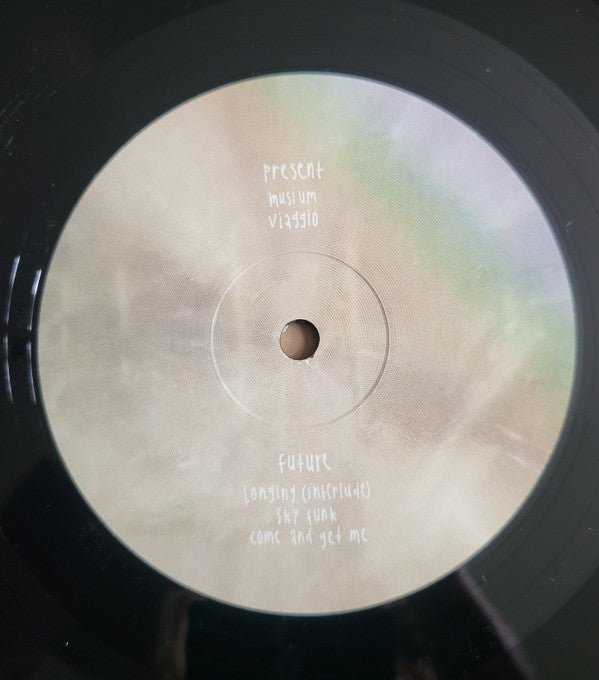 present
musium
viaggio
future
longing (interlude)
sky funk
come and get me